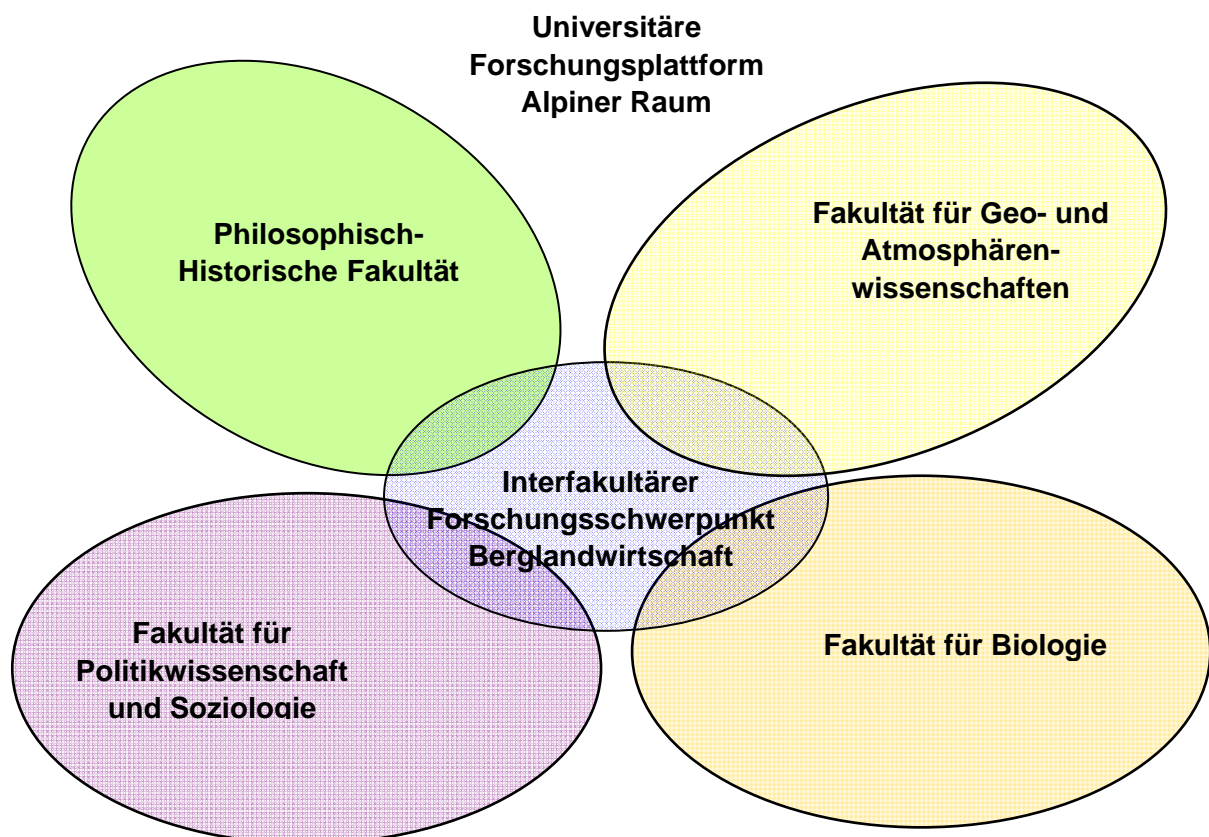 Universitäre
Forschungsplattform
Alpiner Raum
Philosophisch-
Historische Fakultät
Fakultät für Geo- und
Atmosphären-
wissenschaften
Interfakultärer
Forschungsschwerpunkt
Berglandwirtschaft
Fakultät für
Politikwissenschaft
und Soziologie
Fakultät für Biologie